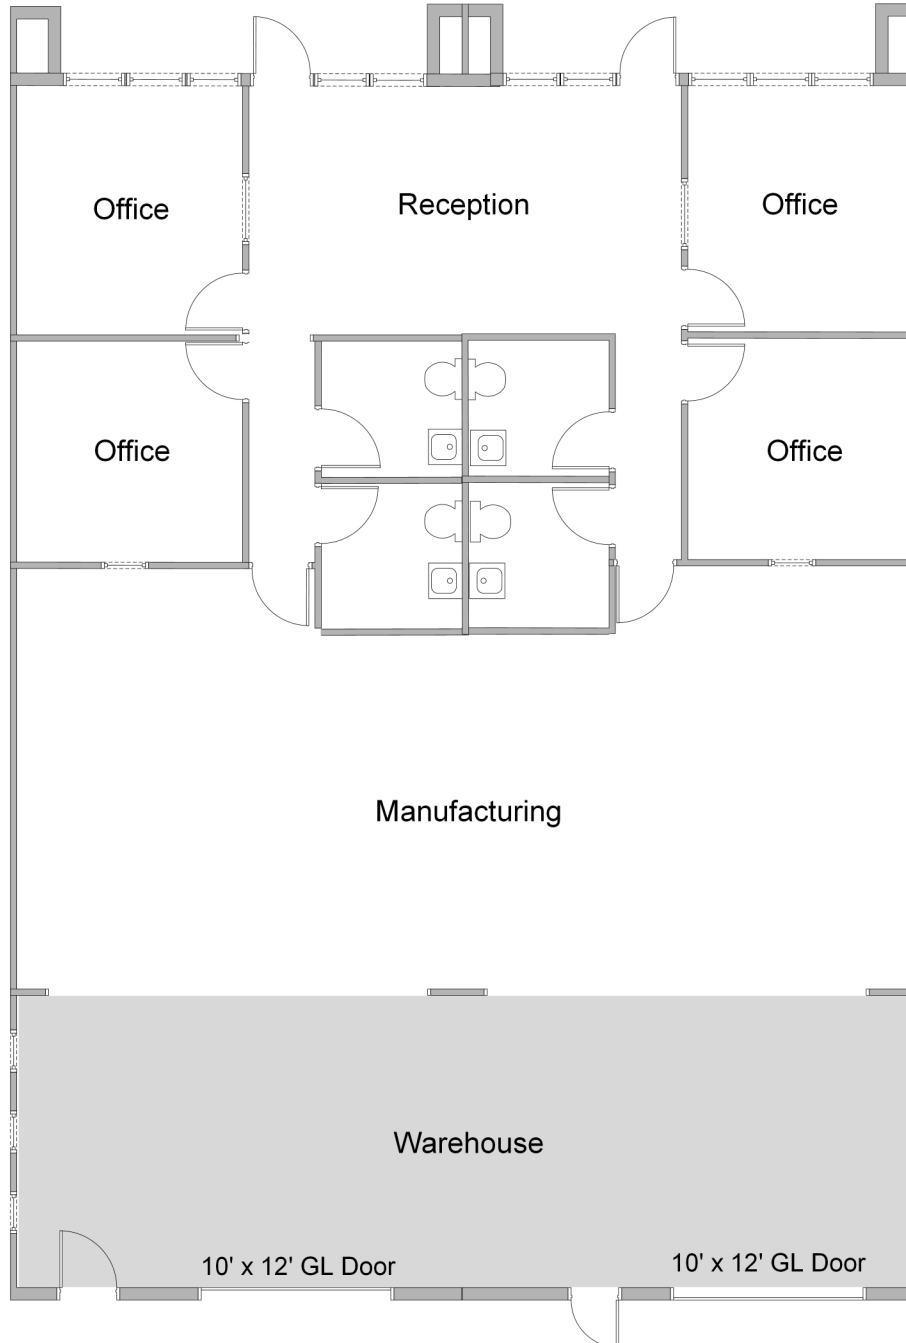 Office
Reception
Office
Office
Office
Manufacturing
Warehouse
10' x 12' GL Door
10' x 12' GL Door